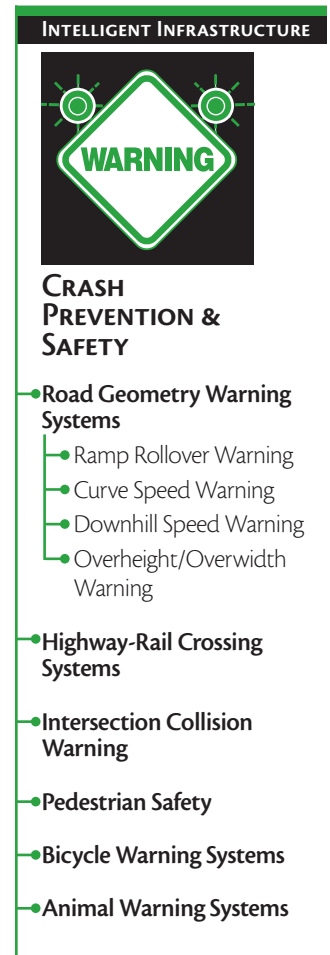 Intelligent Infrastructure
WARNING
Crash
Prevention &
Safety
Road Geometry Warning
Systems
Ramp Rollover Warning
Curve Speed Warning
Downhill Speed Warning
Overheight/Overwidth
Warning
Highway-Rail Crossing
Systems
Intersection Collision
Warning
Pedestrian Safety
Bicycle Warning Systems
Animal Warning Systems